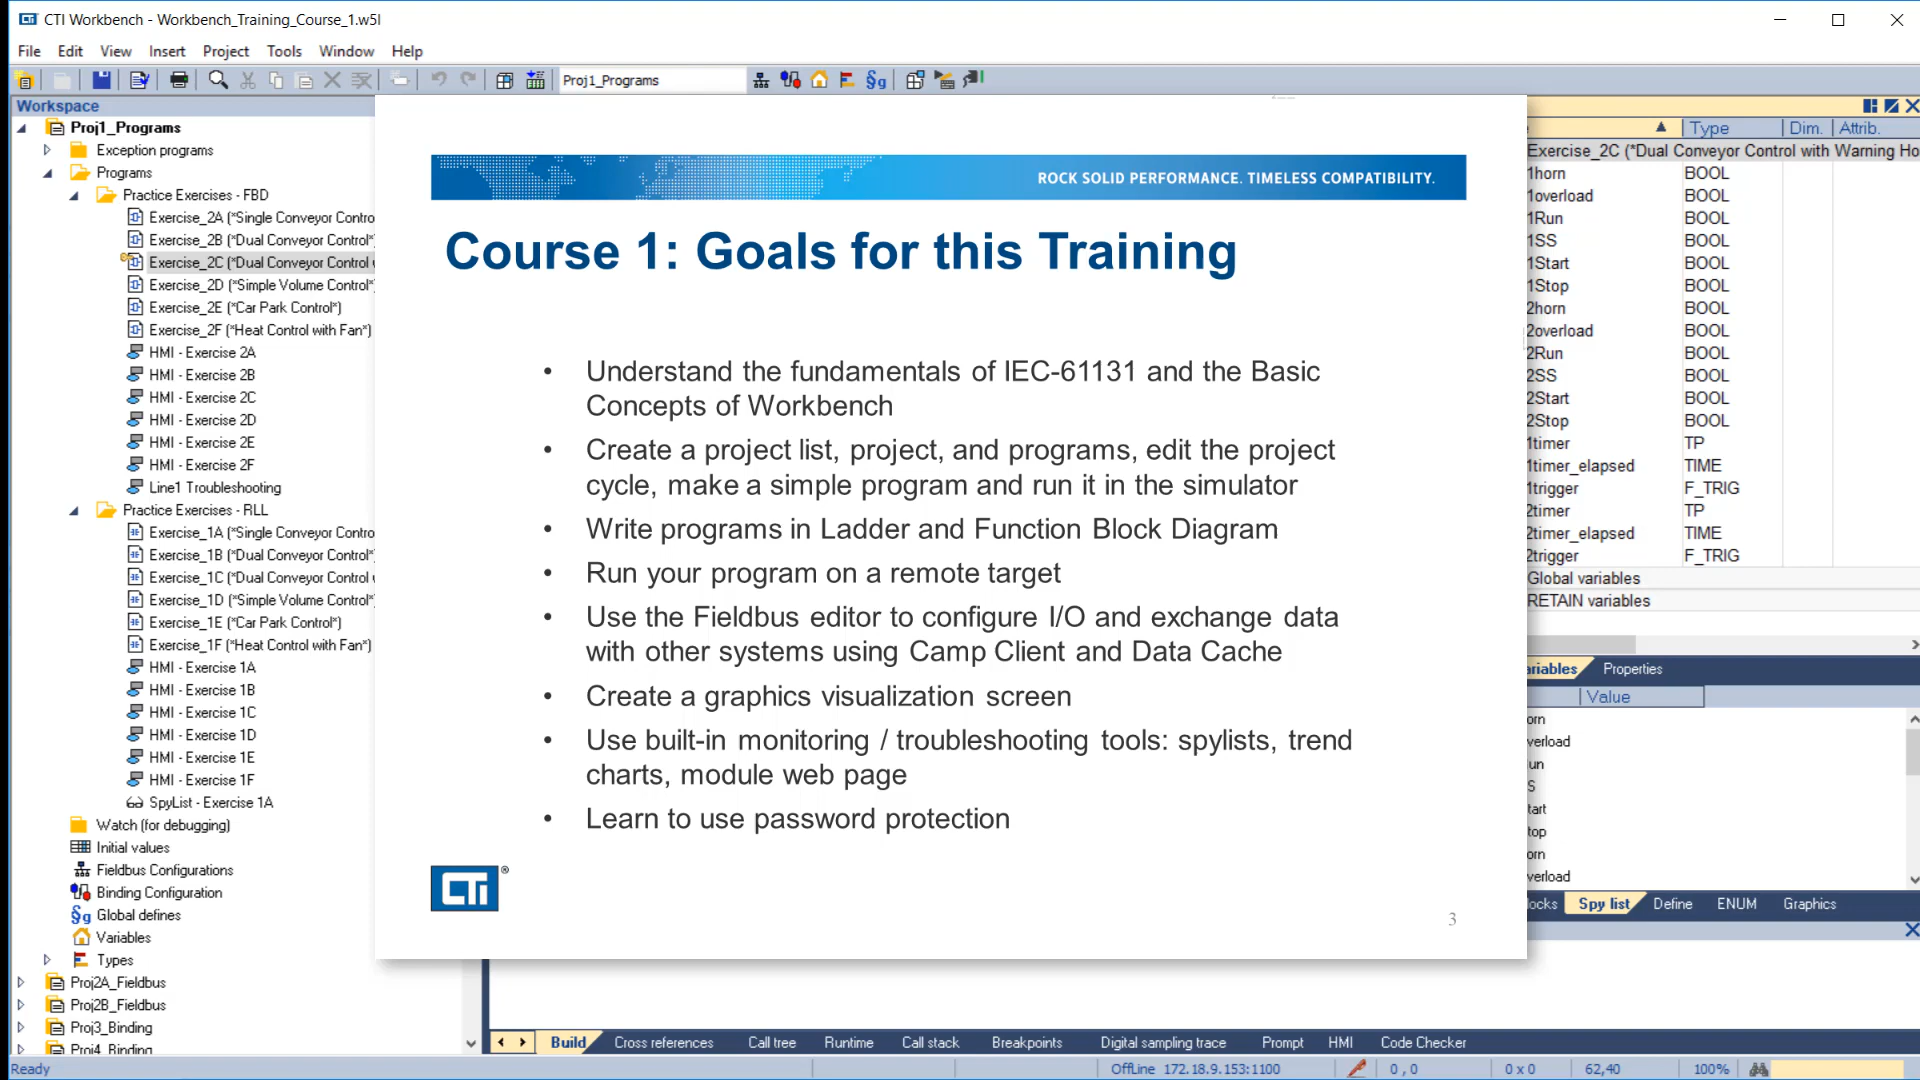 CTI Workbench - Workbench_Training_Course_1.w5l
File Edit View Insert Project Tools Window Help
Proj1_Programs
Workspace
Proj1_Programs
Exception programs
Programs
Practice Exercises - FBD
Exercise_2A (*Single Conveyor Contro
Exercise_2B (*Dual Conveyor Control*)
Exercise_2C (*Dual Conveyor Control
Exercise_2D (*Simple Volume Control*)
Exercise_2E (*Car Park Control*)
Exercise_2F (*Heat Control with Fan*)
HMI - Exercise 2A
HMI - Exercise 2B
HMI - Exercise 2C
HMI - Exercise 2D
HMI - Exercise 2E
HMI - Exercise 2F
Line1 Troubleshooting
Practice Exercises - RLL
Exercise_1A (*Single Conveyor Contro
Exercise_1B (*Dual Conveyor Control*)
Exercise_1C (*Dual Conveyor Control
Exercise_1D (*Simple Volume Control*)
Exercise_1E (*Car Park Control*)
Exercise_1F (*Heat Control with Fan*)
HMI - Exercise 1A
HMI - Exercise 1B
HMI - Exercise 1C
HMI - Exercise 1D
HMI - Exercise 1E
HMI - Exercise 1F
SpyList - Exercise 1A
Watch (for debugging)
Initial values
Fieldbus Configurations
Binding Configuration
Global defines
Variables
Types
Proj2A_Fieldbus
Proj2B_Fieldbus
Proj3_Binding
Proj4_Binding
ROCK SOLID PERFORMANCE. TIMELESS COMPATIBILITY.
Course 1: Goals for this Training
• Understand the fundamentals of IEC-61131 and the Basic
Concepts of Workbench
• Create a project list, project, and programs, edit the project
cycle, make a simple program and run it in the simulator
• Write programs in Ladder and Function Block Diagram
• Run your program on a remote target
• Use the Fieldbus editor to configure I/O and exchange data
with other systems using Camp Client and Data Cache
• Create a graphics visualization screen
• Use built-in monitoring / troubleshooting tools: spylists, trend
charts, module web page
• Learn to use password protection
CTi ®
3
Type Dim. Attrib.
Exercise_2C (*Dual Conveyor Control with Warning Ho
1horn BOOL
1overload BOOL
1Run BOOL
1SS BOOL
1Start BOOL
1Stop BOOL
2horn BOOL
2overload BOOL
2Run BOOL
2SS BOOL
2Start BOOL
2Stop BOOL
1timer TP
1timer_elapsed TIME
1trigger F_TRIG
2timer TP
2timer_elapsed TIME
2trigger F_TRIG
Global variables
RETAIN variables
ariables Properties
Value
orn
verload
un
S
tart
top
orn
verload
locks Spy list Define ENUM Graphics
Build Cross references Call tree Runtime Call stack Breakpoints Digital sampling trace Prompt HMI Code Checker
Ready OffLine 172.18.9.153:1100 0 , 0 0 x 0 62,40 100%